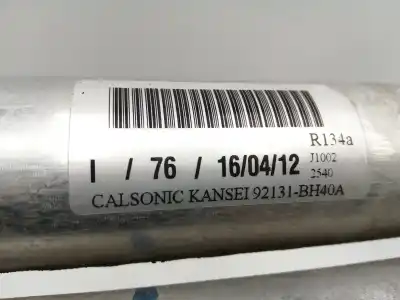 R134a
J1002
I / 76 / 16/04/12
2540
CALSONIC KANSEI 92131-BH40A